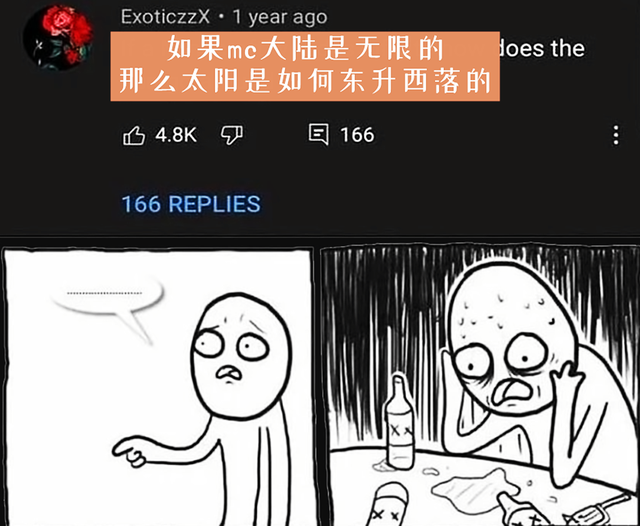 ExoticzzX • 1 year ago
如果mc大陆是无限的
does the
那么太阳是如何东升西落的
4.8K
166
166 REPLIES
........................
X X
X X